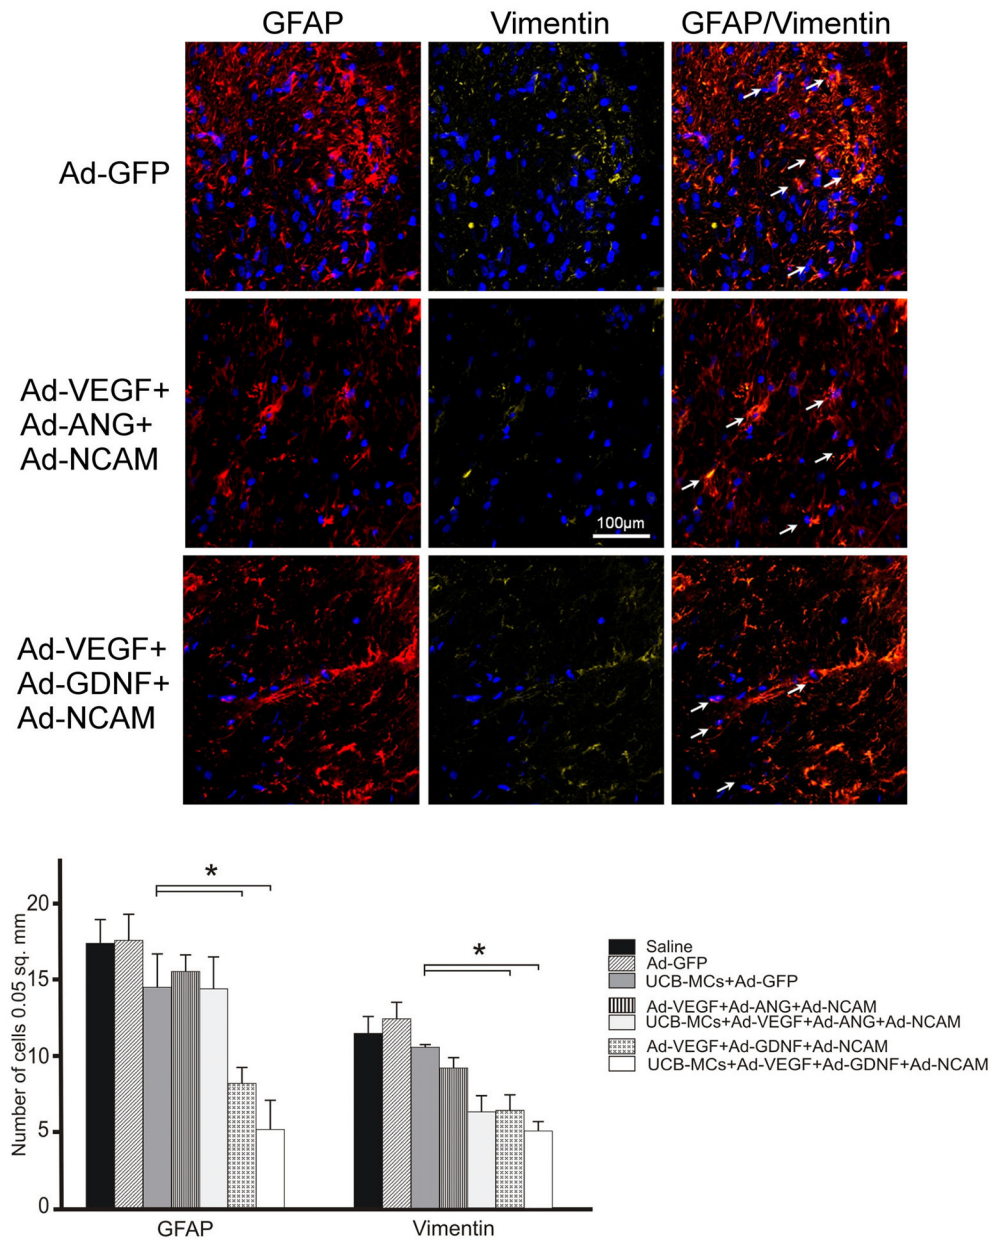 GFAP
Vimentin
GFAP/Vimentin
Ad-GFP
Ad-VEGF+
Ad-ANG+
Ad-NCAM
100µm
Ad-VEGF+
Ad-GDNF+
Ad-NCAM
Number of cells 0.05 sq. mm
20
15
10
5
0
*
*
GFAP
Vimentin
Saline
Ad-GFP
UCB-MCs+Ad-GFP
Ad-VEGF+Ad-ANG+Ad-NCAM
UCB-MCs+Ad-VEGF+Ad-ANG+Ad-NCAM
Ad-VEGF+Ad-GDNF+Ad-NCAM
UCB-MCs+Ad-VEGF+Ad-GDNF+Ad-NCAM